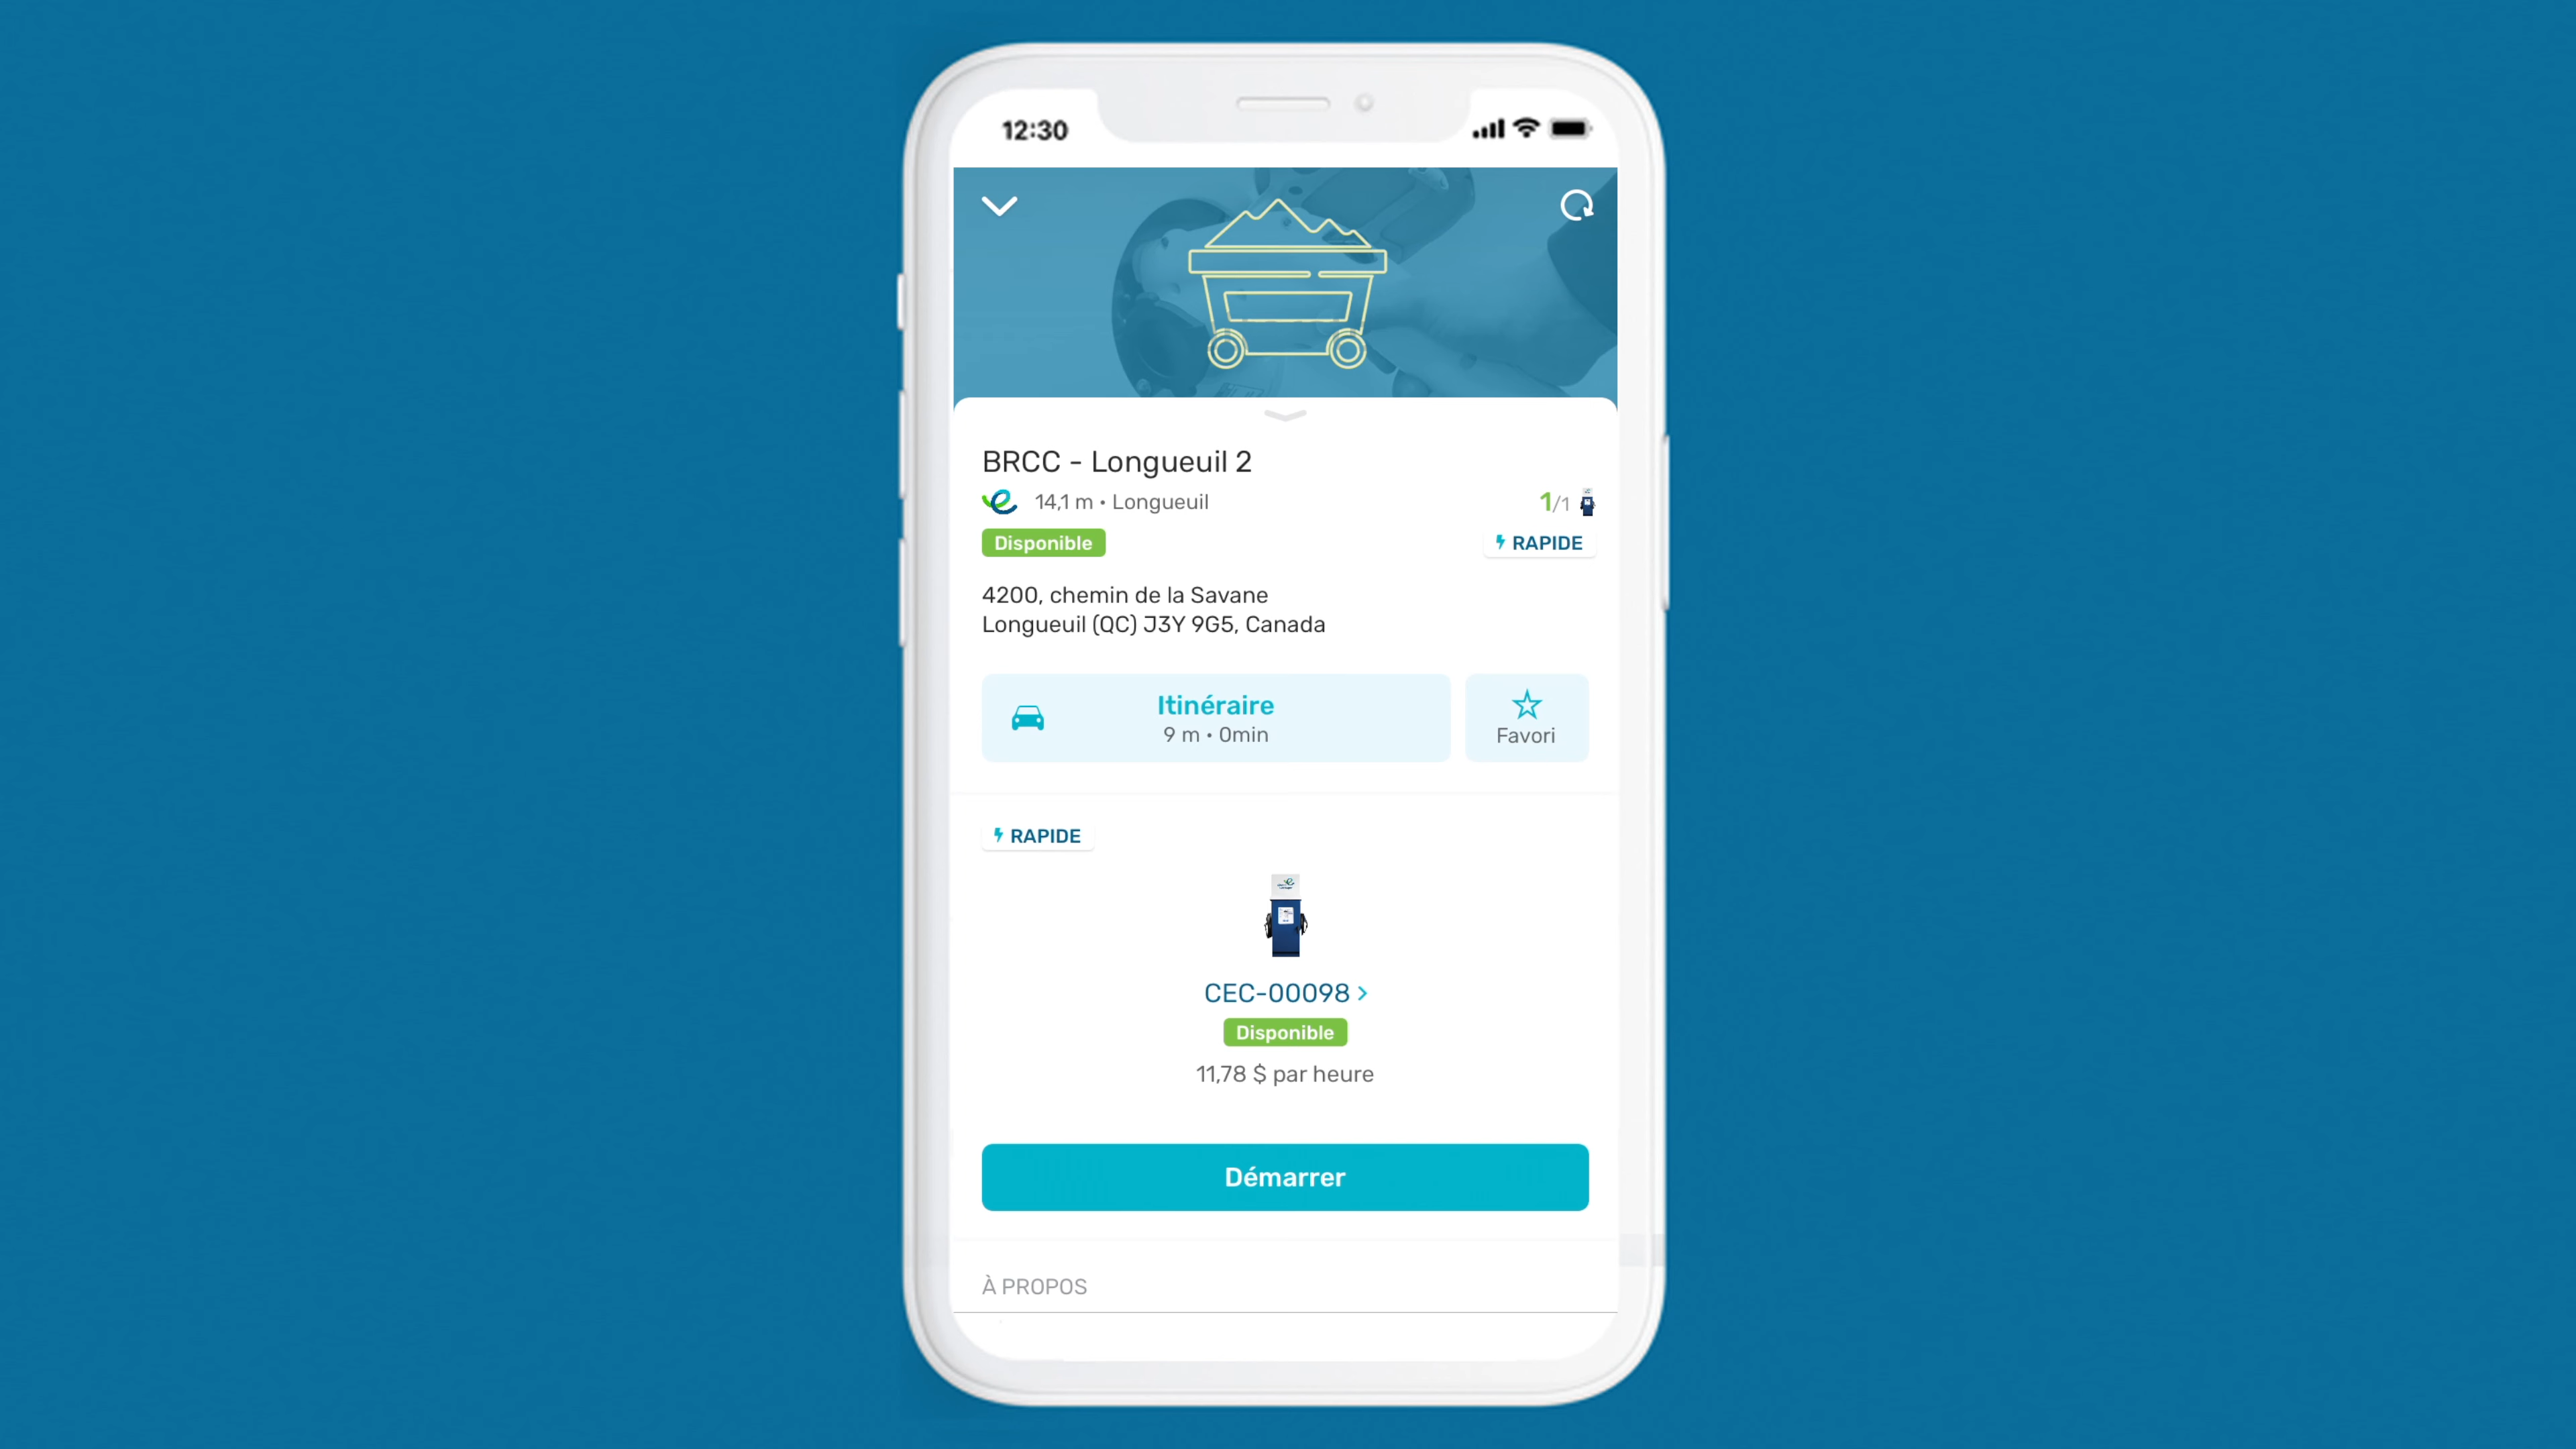 12:30
BRCC - Longueuil 2
14,1 m • Longueuil
1/1
Disponible
RAPIDE
4200, chemin de la Savane
Longueuil (QC) J3Y 9G5, Canada
Itinéraire
9 m • 0min
Favori
RAPIDE
CEC-00098 >
Disponible
11,78 $ par heure
Démarrer
À PROPOS